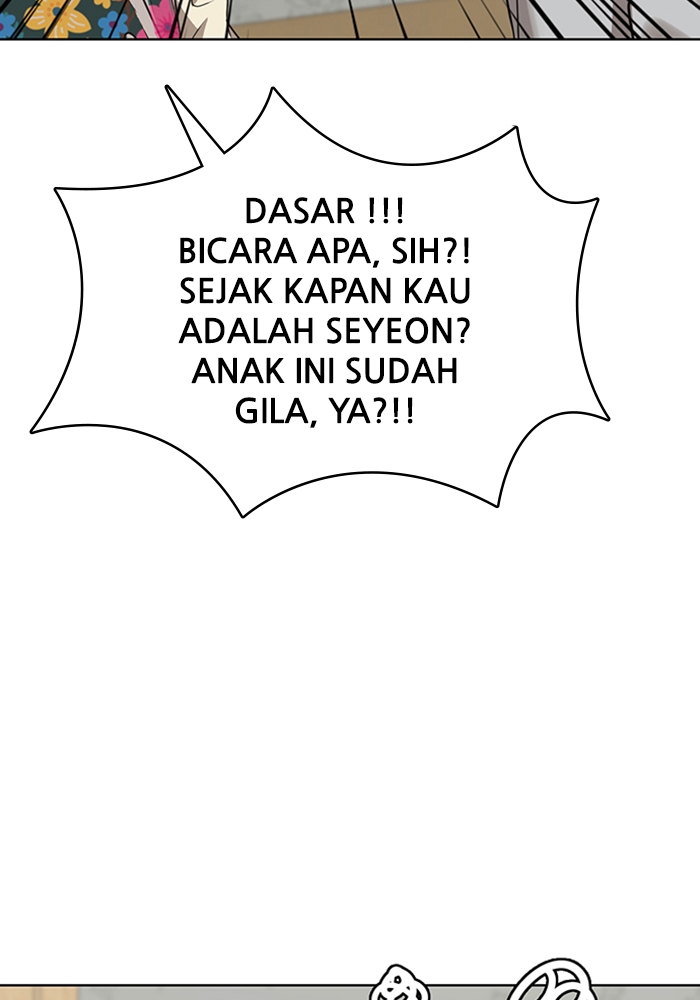 DASAR !!!
BICARA APA, SIH?!
SEJAK KAPAN KAU
ADALAH SEYEON?
ANAK INI SUDAH
GILA, YA?!!